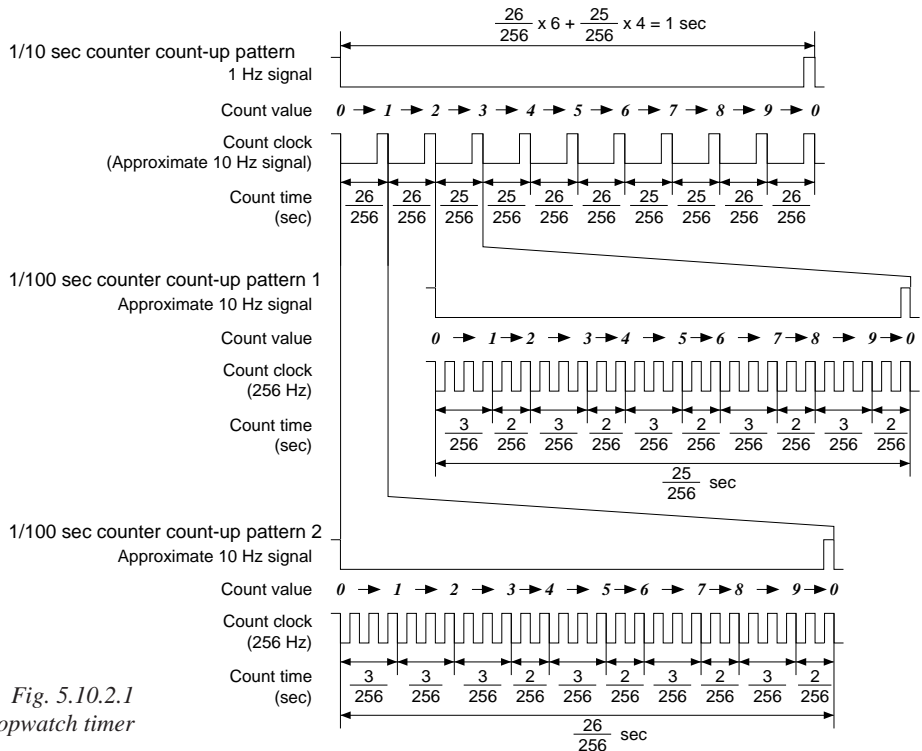 26/256 x 6 + 25/256 x 4 = 1 sec
1/10 sec counter count-up pattern
1 Hz signal
Count value 0 → 1 → 2 → 3 → 4 → 5 → 6 → 7 → 8 → 9 → 0
Count clock
(Approximate 10 Hz signal)
Count time
(sec)
26/256 26/256 25/256 25/256 26/256 26/256 25/256 25/256 26/256 26/256
1/100 sec counter count-up pattern 1
Approximate 10 Hz signal
Count value 0 → 1 → 2 → 3 → 4 → 5 → 6 → 7 → 8 → 9 → 0
Count clock
(256 Hz)
Count time
(sec)
3/256 2/256 3/256 2/256 3/256 2/256 3/256 2/256 3/256 2/256
25/256 sec
1/100 sec counter count-up pattern 2
Approximate 10 Hz signal
Count value 0 → 1 → 2 → 3 → 4 → 5 → 6 → 7 → 8 → 9 → 0
Count clock
(256 Hz)
Count time
(sec)
3/256 3/256 3/256 2/256 3/256 2/256 3/256 2/256 3/256 2/256
26/256 sec
Fig. 5.10.2.1
timer